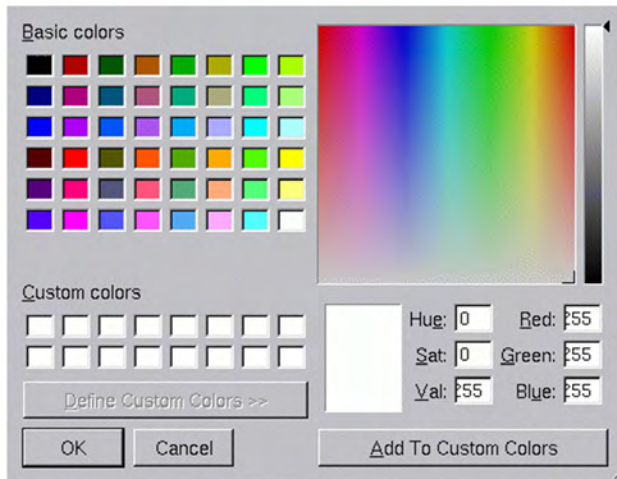 Basic colors
Custom colors
Define Custom Colors >>
OK Cancel
Hue: 0 Red: 255
Sat: 0 Green: 255
Val: 255 Blue: 255
Add To Custom Colors